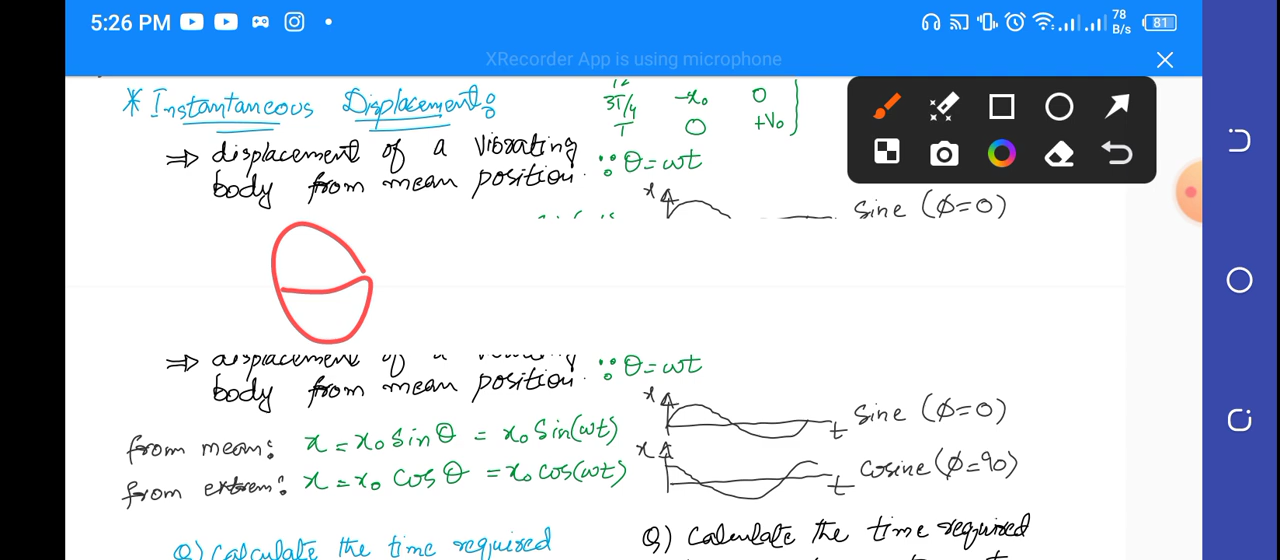 5:26 PM
78 B/s
81
XRecorder App is using microphone
* Instantaneous Displacement:
3T/4 -x₀ 0
T 0 +V₀
⇒ displacement of a vibrating
body from mean position.
∵ θ = ωt
x
Sine (φ=0)
θ
body from mean position.
∵ θ = ωt
x
t
Sine (φ=0)
from mean: x = x₀ Sin θ = x₀ Sin(ωt)
x
t
Cosine (φ=90)
from extrem: x = x₀ Cos θ = x₀ cos(ωt)
Q) Calculate the time required
Q) Calculate the time required